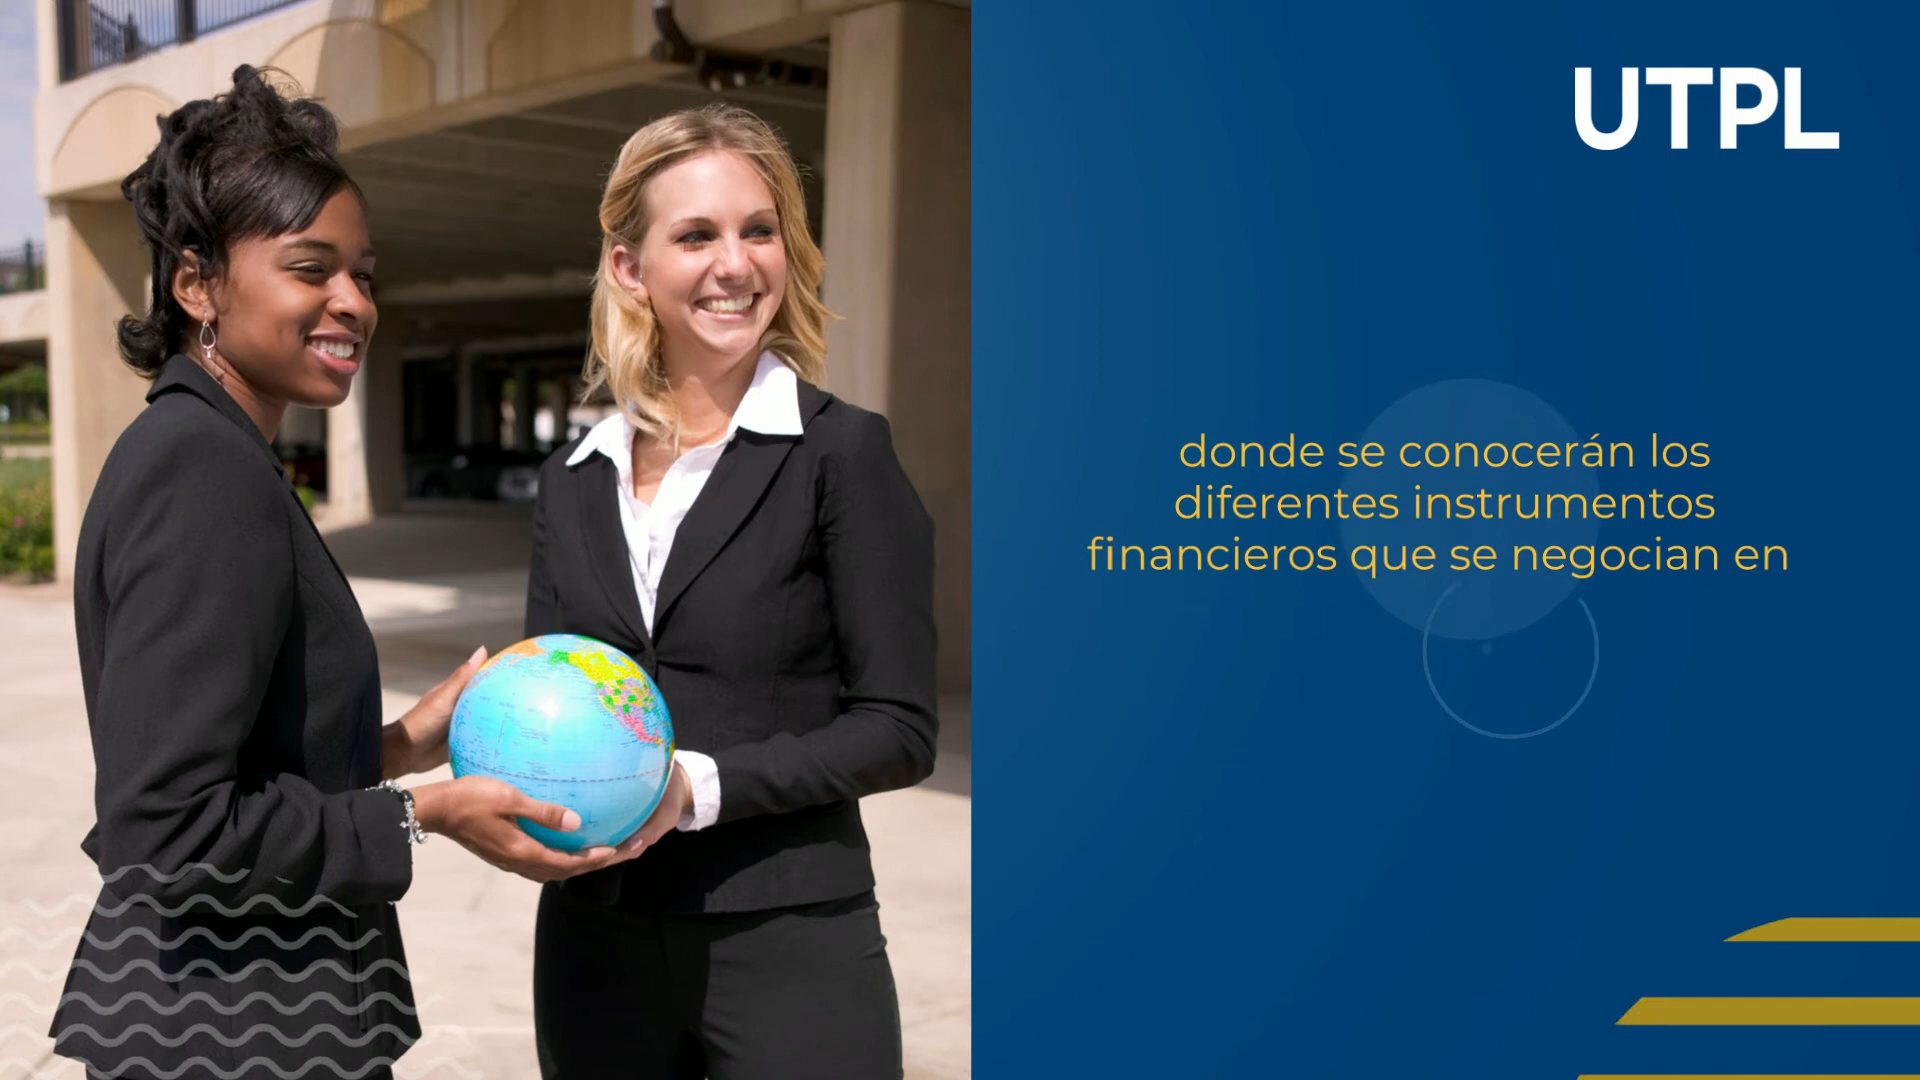 UTPL
donde se conocerán los
diferentes instrumentos
financieros que se negocian en